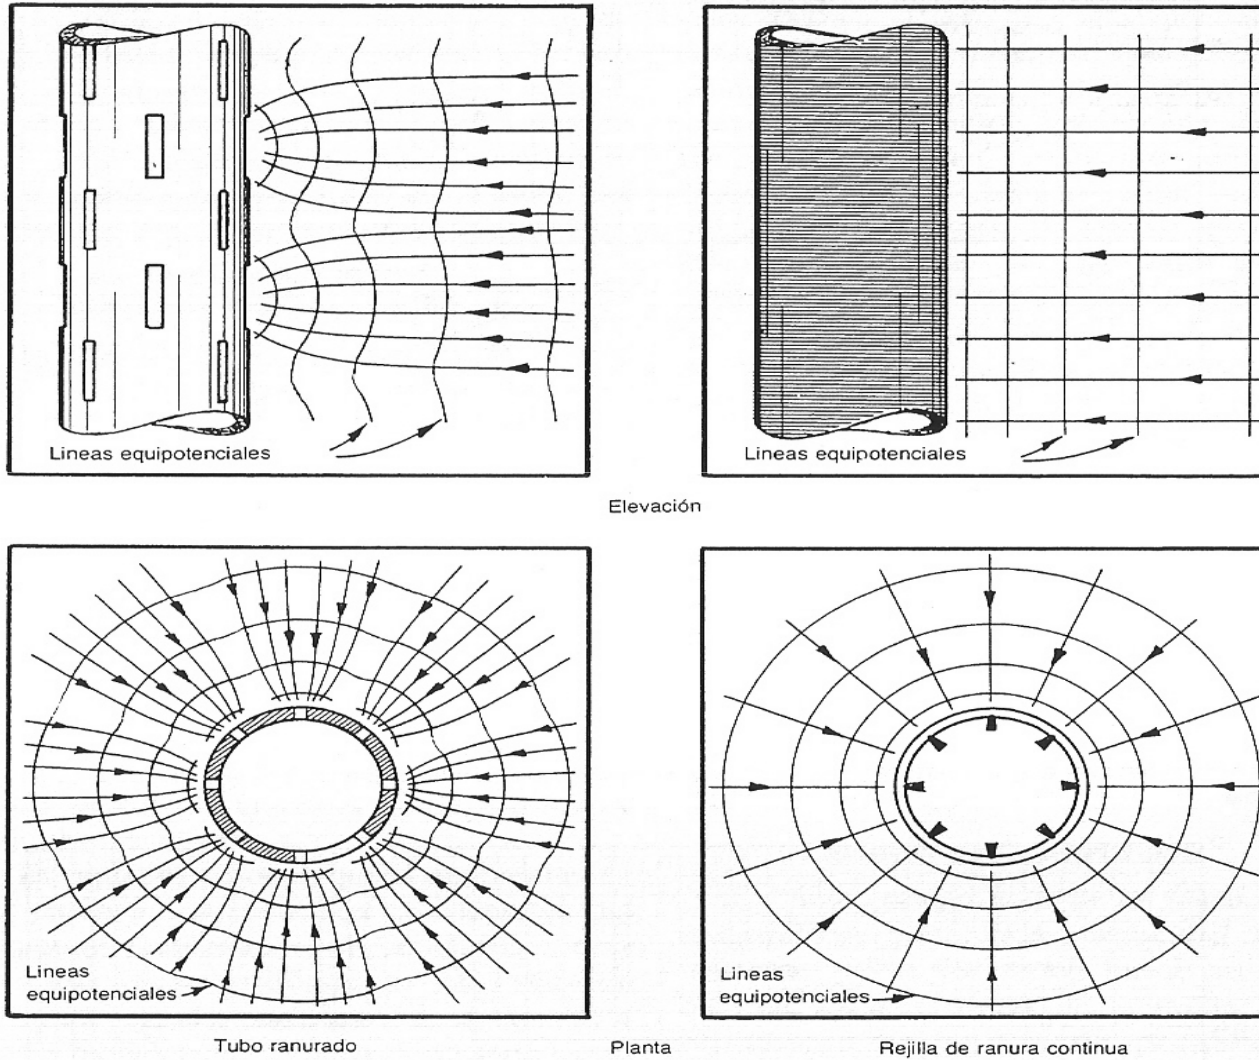 Lineas equipotenciales
Lineas equipotenciales
Elevación
Lineas
equipotenciales
Lineas
equipotenciales
Tubo ranurado
Planta
Rejilla de ranura continua